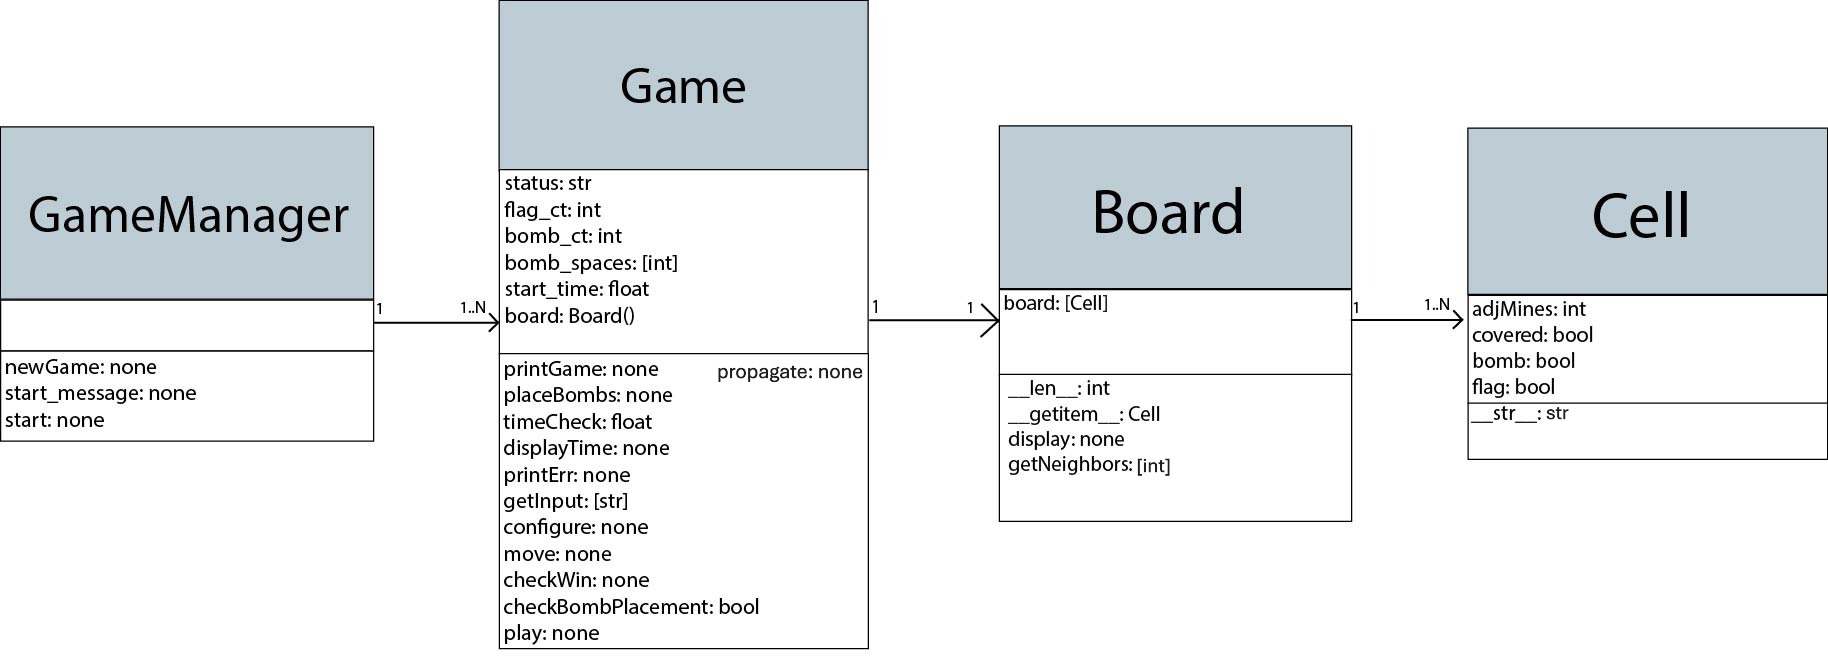 GameManager
newGame: none
start_message: none
start: none
1
1..N
Game
status: str
flag_ct: int
bomb_ct: int
bomb_spaces: [int]
start_time: float
board: Board()
printGame: none
propagate: none
placeBombs: none
timeCheck: float
displayTime: none
printErr: none
getInput: [str]
configure: none
move: none
checkWin: none
checkBombPlacement: bool
play: none
1
1
Board
board: [Cell]
__len__: int
__getitem__: Cell
display: none
getNeighbors: [int]
1
1..N
Cell
adjMines: int
covered: bool
bomb: bool
flag: bool
__str__: str